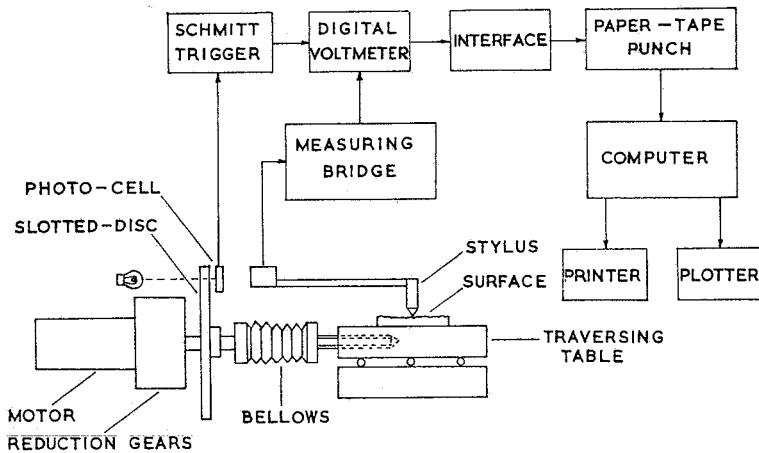 SCHMITT
TRIGGER
DIGITAL
VOLTMETER
INTERFACE
PAPER-TAPE
PUNCH
MEASURING
BRIDGE
COMPUTER
PHOTO-CELL
SLOTTED-DISC
STYLUS
SURFACE
PRINTER
PLOTTER
TRAVERSING
TABLE
MOTOR
BELLOWS
REDUCTION GEARS